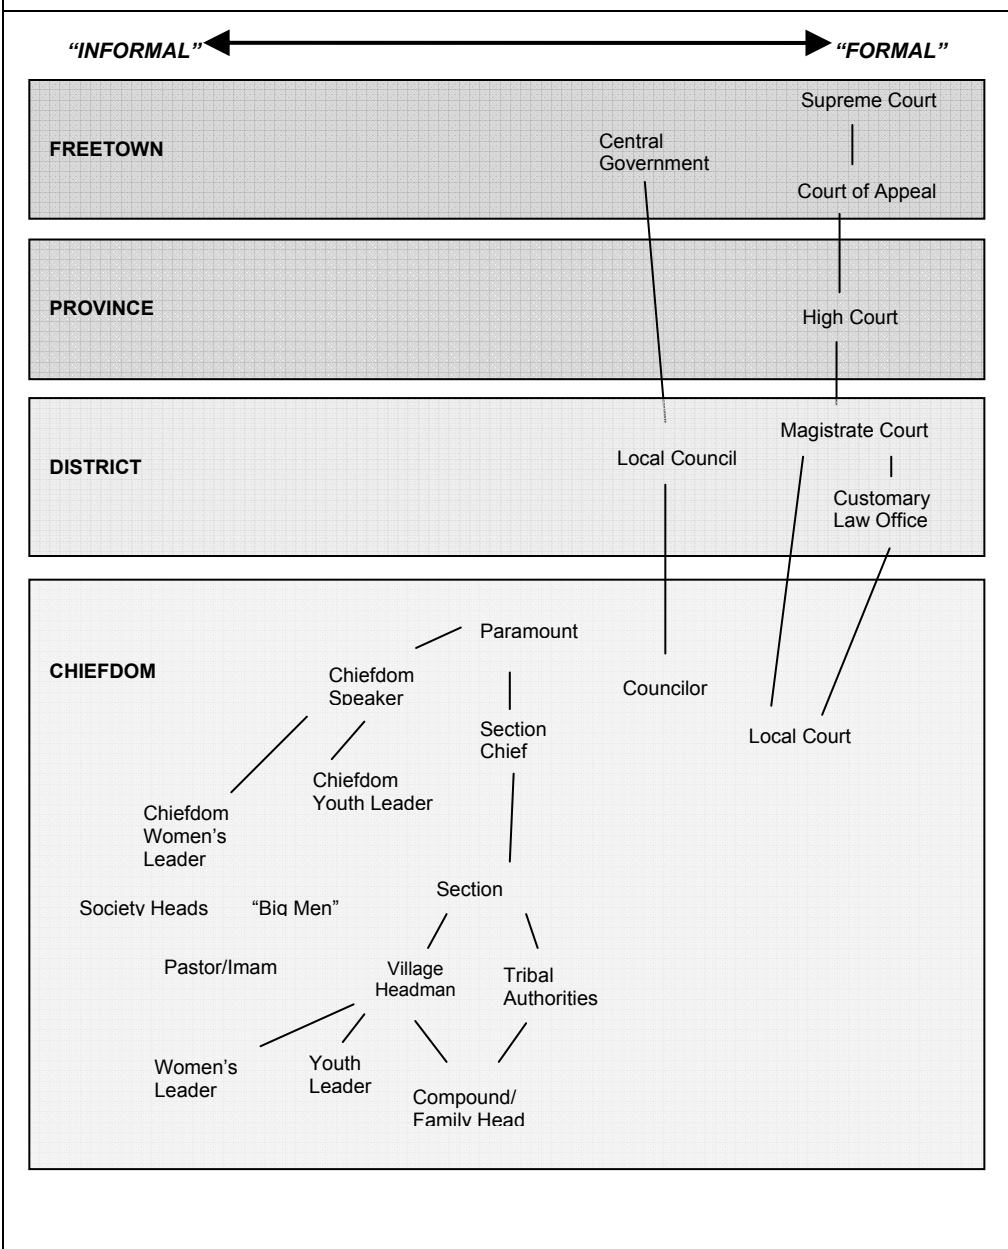 “INFORMAL” “FORMAL”
Supreme Court
Central
Government
FREETOWN
Court of Appeal
PROVINCE
High Court
Magistrate Court
Local Council
DISTRICT
Customary
Law Office
Paramount
CHIEFDOM
Chiefdom
Speaker
Councilor
Section
Chief
Local Court
Chiefdom
Youth Leader
Chiefdom
Women’s
Leader
Section
Society Heads “Big Men”
Pastor/Imam
Village
Headman
Tribal
Authorities
Women’s
Leader
Youth
Leader
Compound/
Family Head